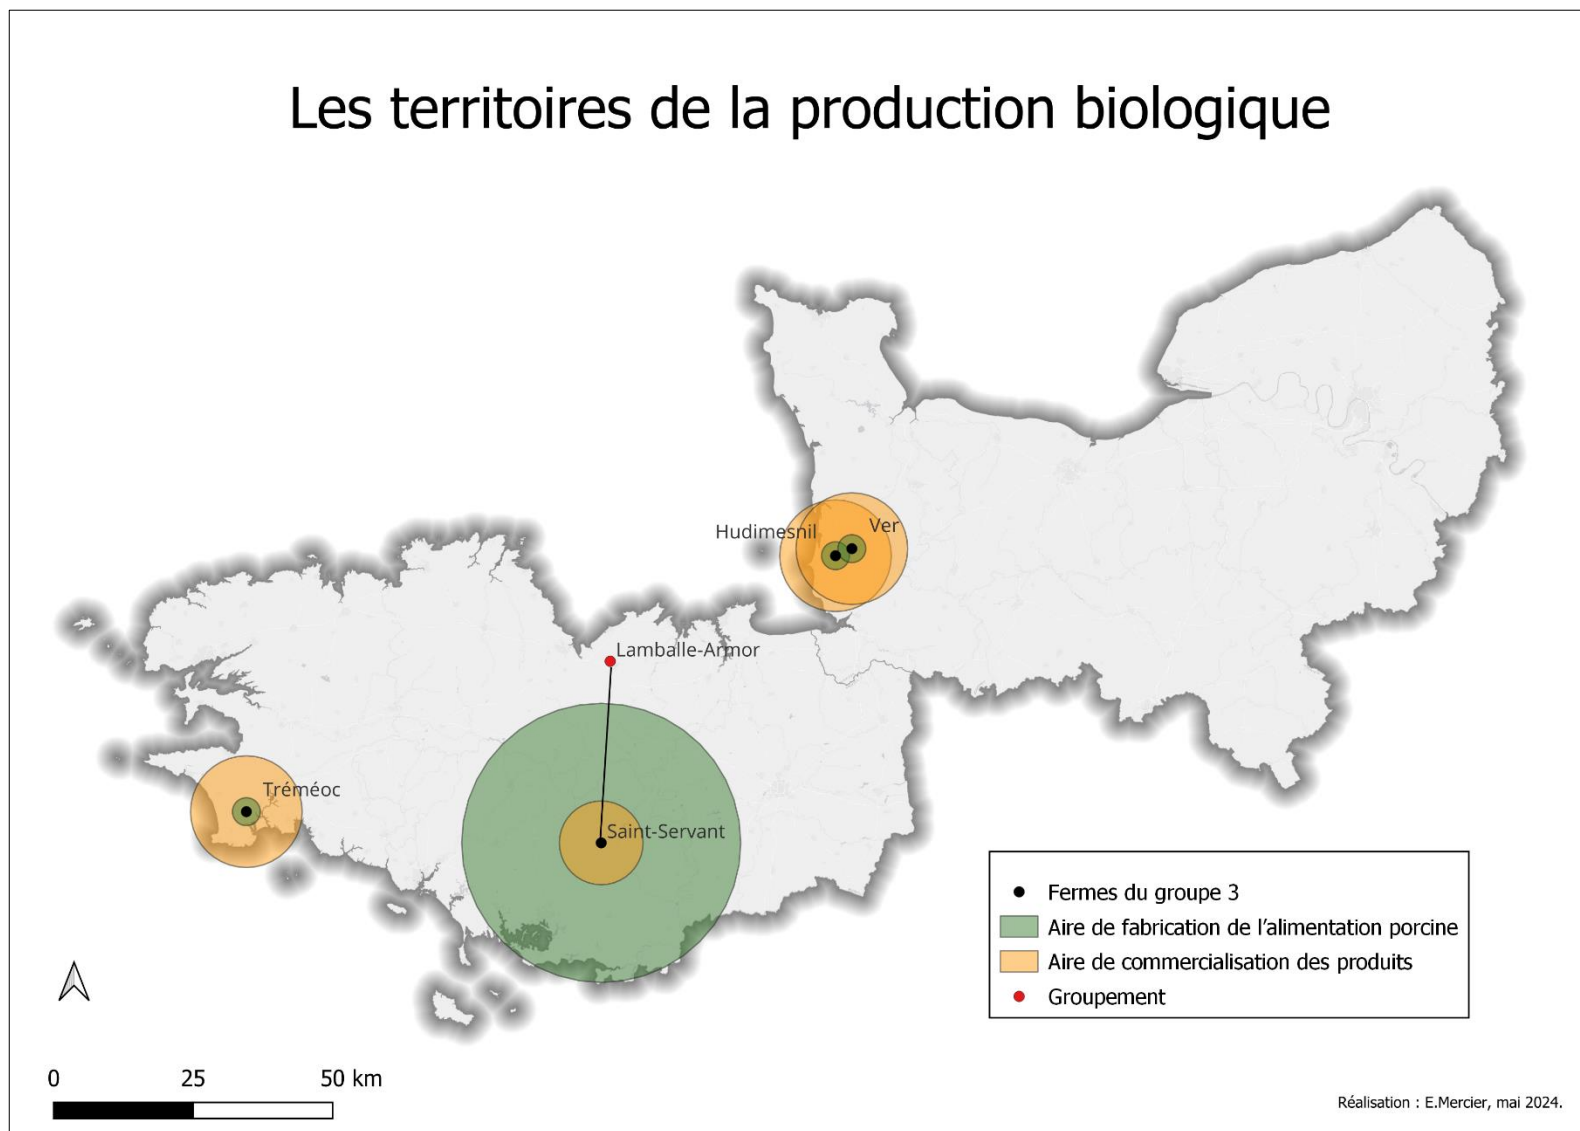 Les territoires de la production biologique
Hudimesnil
Ver
Lamballe-Armor
Tréméoc
Saint-Servant
Fermes du groupe 3
Aire de fabrication de l'alimentation porcine
Aire de commercialisation des produits
Groupement
0 25 50 km
Réalisation : E.Mercier, mai 2024.